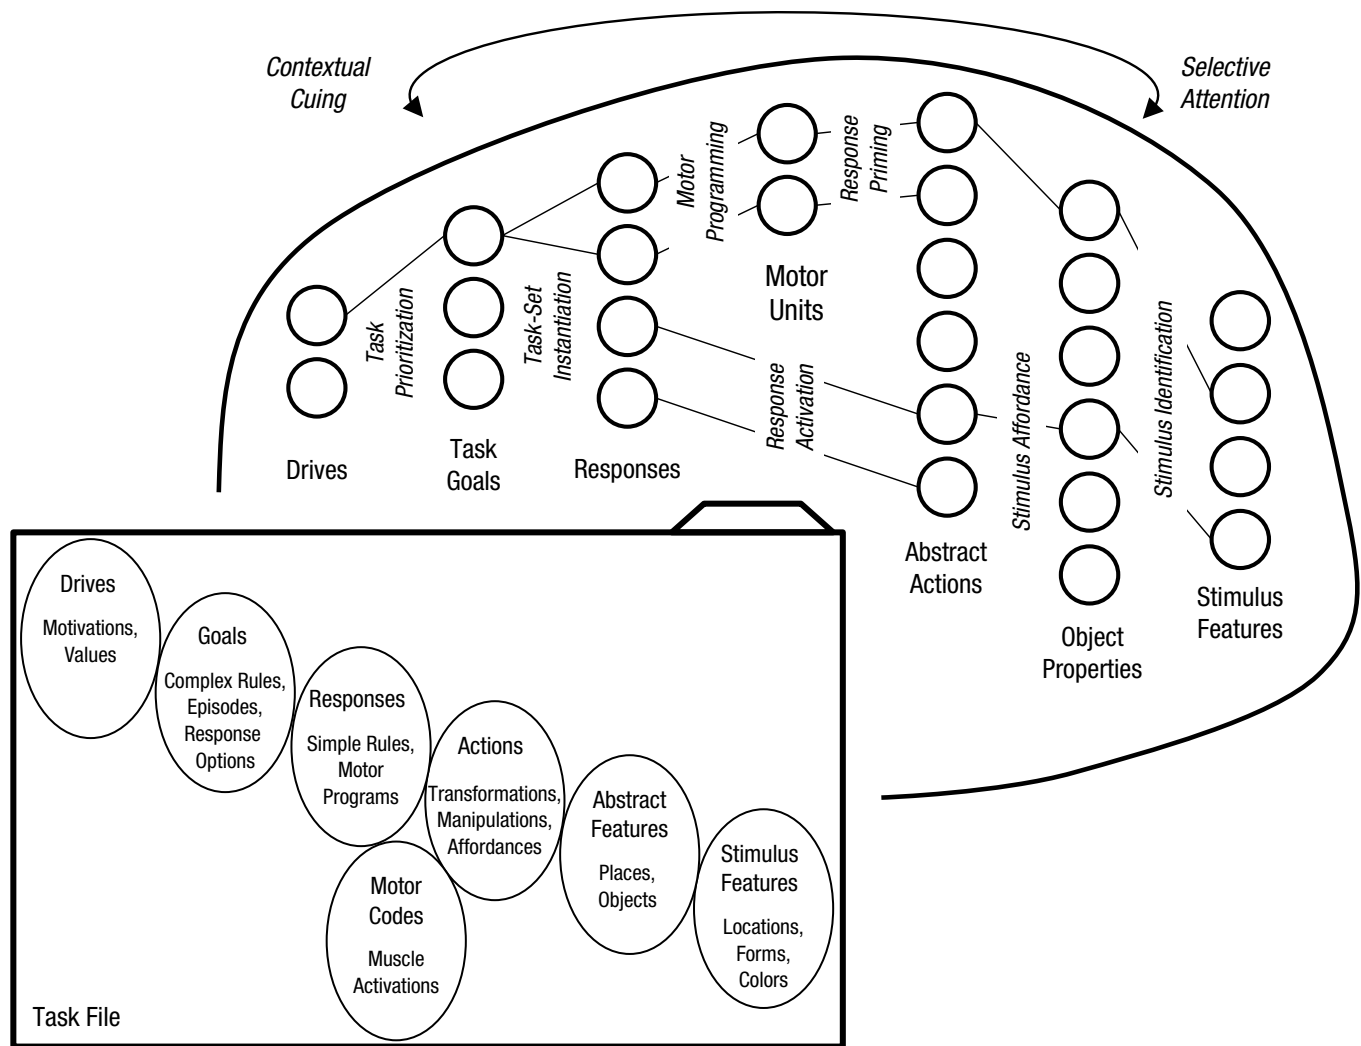 Contextual
Cuing
Selective
Attention
Motor
Programming
Response
Priming
Motor
Units
Task
Prioritization
Task-Set
Instantiation
Response
Activation
Stimulus Affordance
Stimulus Identification
Drives
Task
Goals
Responses
Abstract
Actions
Object
Properties
Stimulus
Features
Drives
Motivations,
Values
Goals
Complex Rules,
Episodes,
Response
Options
Responses
Simple Rules,
Motor
Programs
Actions
Transformations,
Manipulations,
Affordances
Motor
Codes
Muscle
Activations
Abstract
Features
Places,
Objects
Stimulus
Features
Locations,
Forms,
Colors
Task File